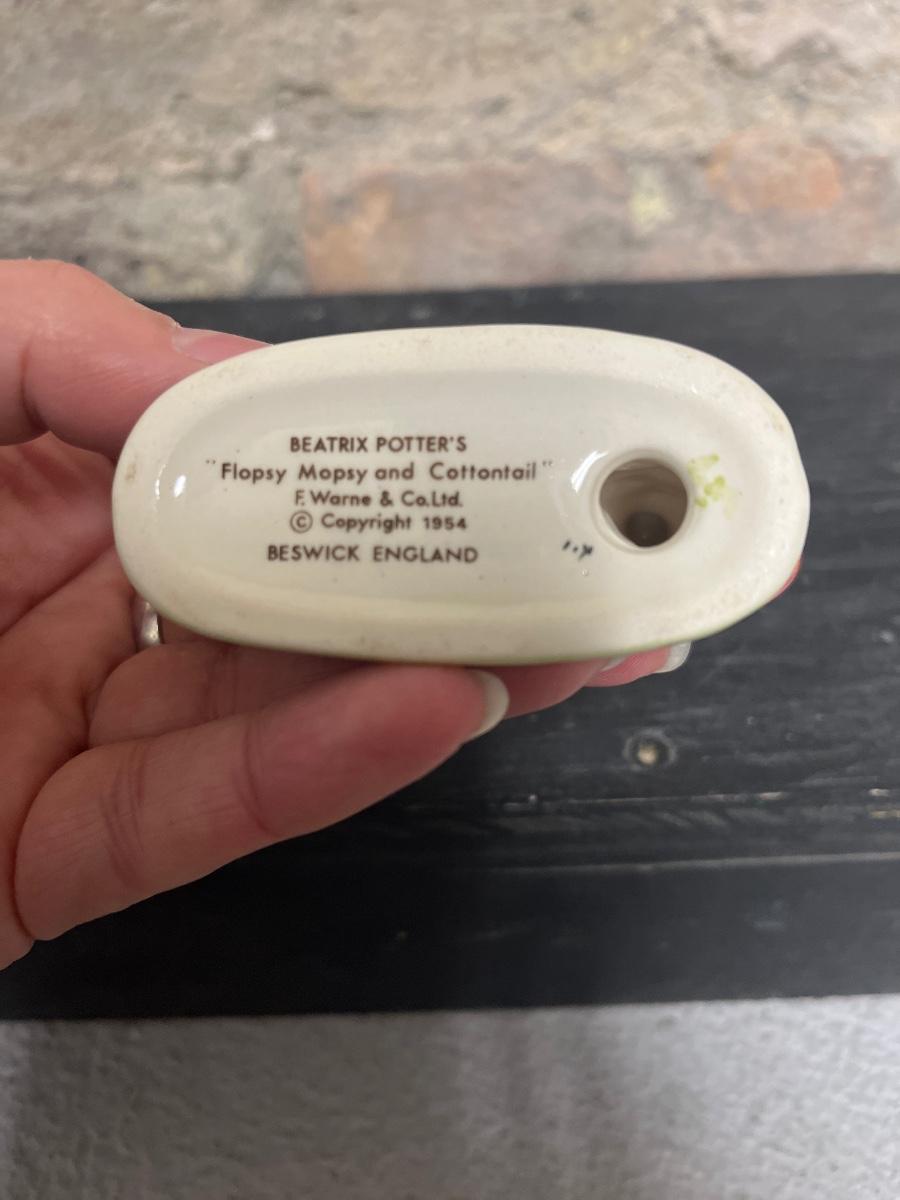 BEATRIX POTTER'S
"Flopsy Mopsy and Cottontail"
F. Warne & Co.Ltd.
© Copyright 1954
BESWICK ENGLAND